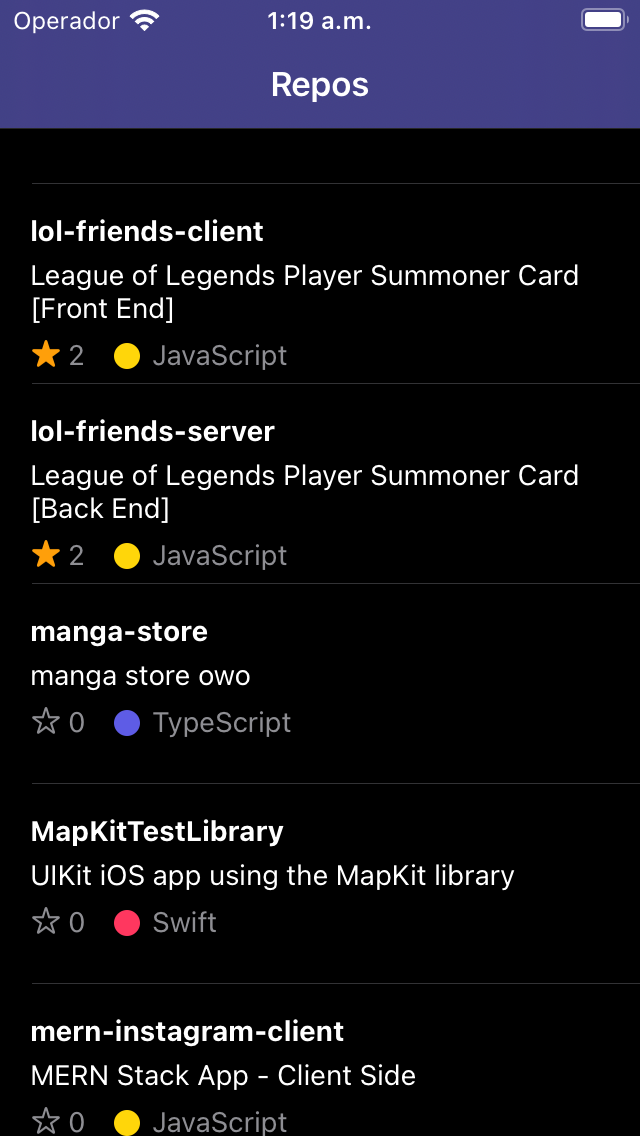 Operador 1:19 a.m.
Repos
lol-friends-client
League of Legends Player Summoner Card
[Front End]
2 JavaScript
lol-friends-server
League of Legends Player Summoner Card
[Back End]
2 JavaScript
manga-store
manga store owo
0 TypeScript
MapKitTestLibrary
UIKit iOS app using the MapKit library
0 Swift
mern-instagram-client
MERN Stack App - Client Side
0 JavaScript